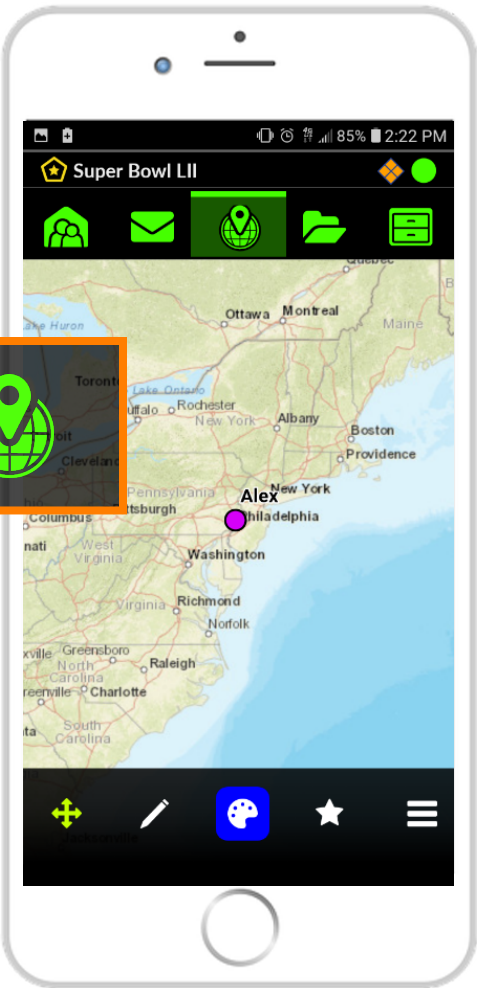 4G
85% 2:22 PM
Super Bowl LII
Quebec
Ottawa Montreal
Lake Huron
Maine
Toronto
Lake Ontario
Rochester
New York
Albany
Boston
Providence
Cleveland
Pennsylvania
New York
Alex
Columbus
Philadelphia
West
Virginia
Washington
Virginia
Richmond
Norfolk
Greensboro
North
Carolina
Raleigh
Charlotte
South
Carolina
Jacksonville